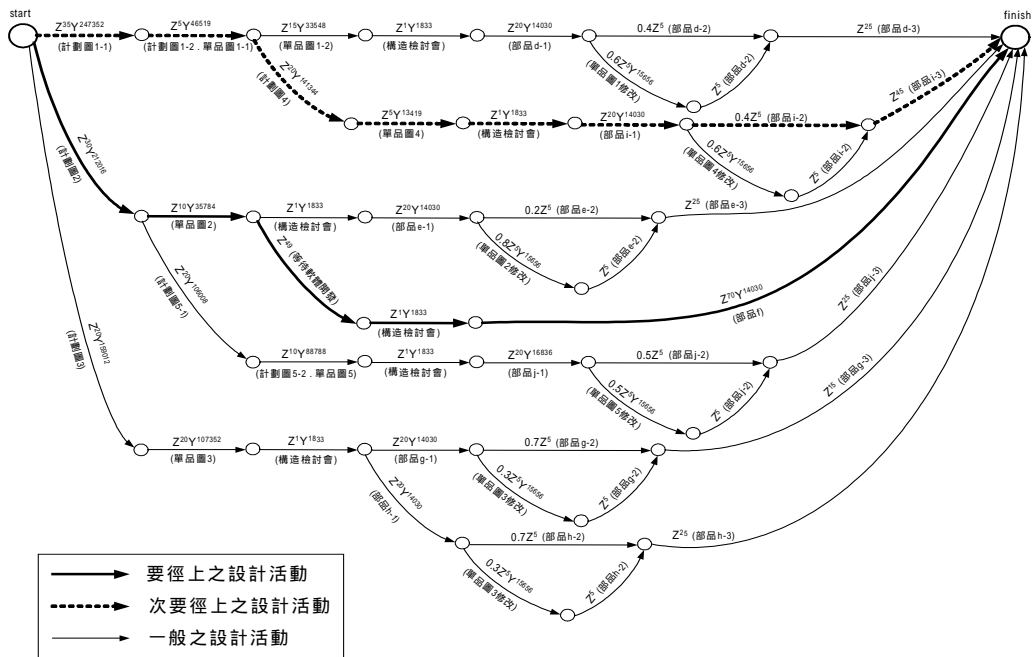 start
finish
Z35Y247352
(計劃圖1-1)
Z5Y46519
(計劃圖1-2．單品圖1-1)
Z15Y33548
(單品圖1-2)
Z1Y1833
(構造檢討會)
Z20Y14030
(部品d-1)
0.4Z5 (部品d-2)
Z25 (部品d-3)
0.6Z5Y15656
(單品圖1修改)
Z5 (部品d-2)
Z20Y141344
(計劃圖4)
Z5Y13419
(單品圖4)
Z1Y1833
(構造檢討會)
Z20Y14030
(部品i-1)
0.4Z5 (部品i-2)
Z45 (部品i-3)
0.6Z5Y15656
(單品圖4修改)
Z5 (部品i-2)
Z30Y212016
(計劃圖2)
Z10Y35784
(單品圖2)
Z1Y1833
(構造檢討會)
Z20Y14030
(部品e-1)
0.2Z5 (部品e-2)
Z25 (部品e-3)
0.8Z5Y15656
(單品圖2修改)
Z5 (部品e-2)
Z49 (等待軟體開發)
Z1Y1833
(構造檢討會)
Z70Y14030
(部品f)
Z20Y106008
(計劃圖5-1)
Z10Y88788
(計劃圖5-2．單品圖5)
Z1Y1833
(構造檢討會)
Z20Y16836
(部品j-1)
0.5Z5 (部品j-2)
Z25 (部品j-3)
0.5Z5Y15656
(單品圖5修改)
Z5 (部品j-2)
Z20Y159012
(計劃圖3)
Z20Y107352
(單品圖3)
Z1Y1833
(構造檢討會)
Z20Y14030
(部品g-1)
0.7Z5 (部品g-2)
Z15 (部品g-3)
0.3Z5Y15656
(單品圖3修改)
Z5 (部品g-2)
Z20Y14030
(部品h-1)
0.7Z5 (部品h-2)
Z25 (部品h-3)
0.3Z5Y15656
(單品圖3修改)
Z5 (部品h-2)
要徑上之設計活動
次要徑上之設計活動
一般之設計活動